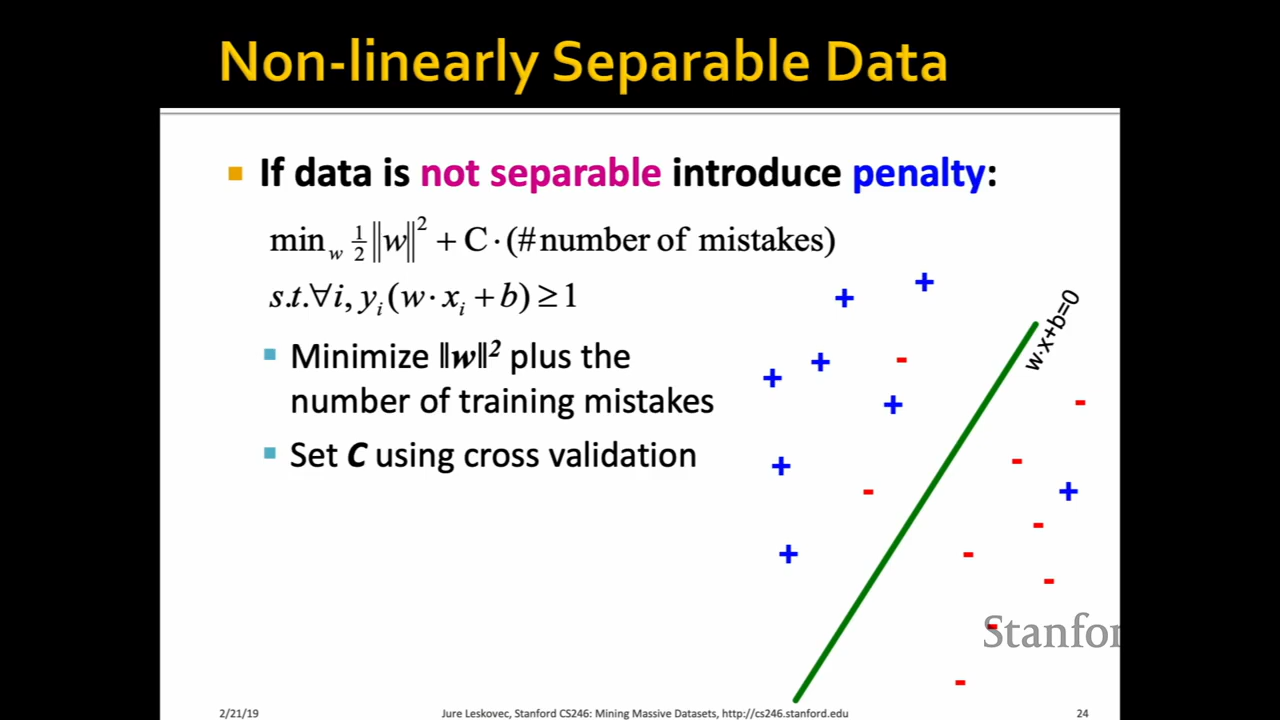 Non-linearly Separable Data
If data is not separable introduce penalty:
min_w ½‖w‖² + C · (# number of mistakes)
s.t.∀i, y_i(w · x_i + b) ≥ 1
Minimize ‖w‖² plus the
number of training mistakes
Set C using cross validation
w·x+b=0
Stanfor
2/21/19
Jure Leskovec, Stanford CS246: Mining Massive Datasets, http://cs246.stanford.edu
24